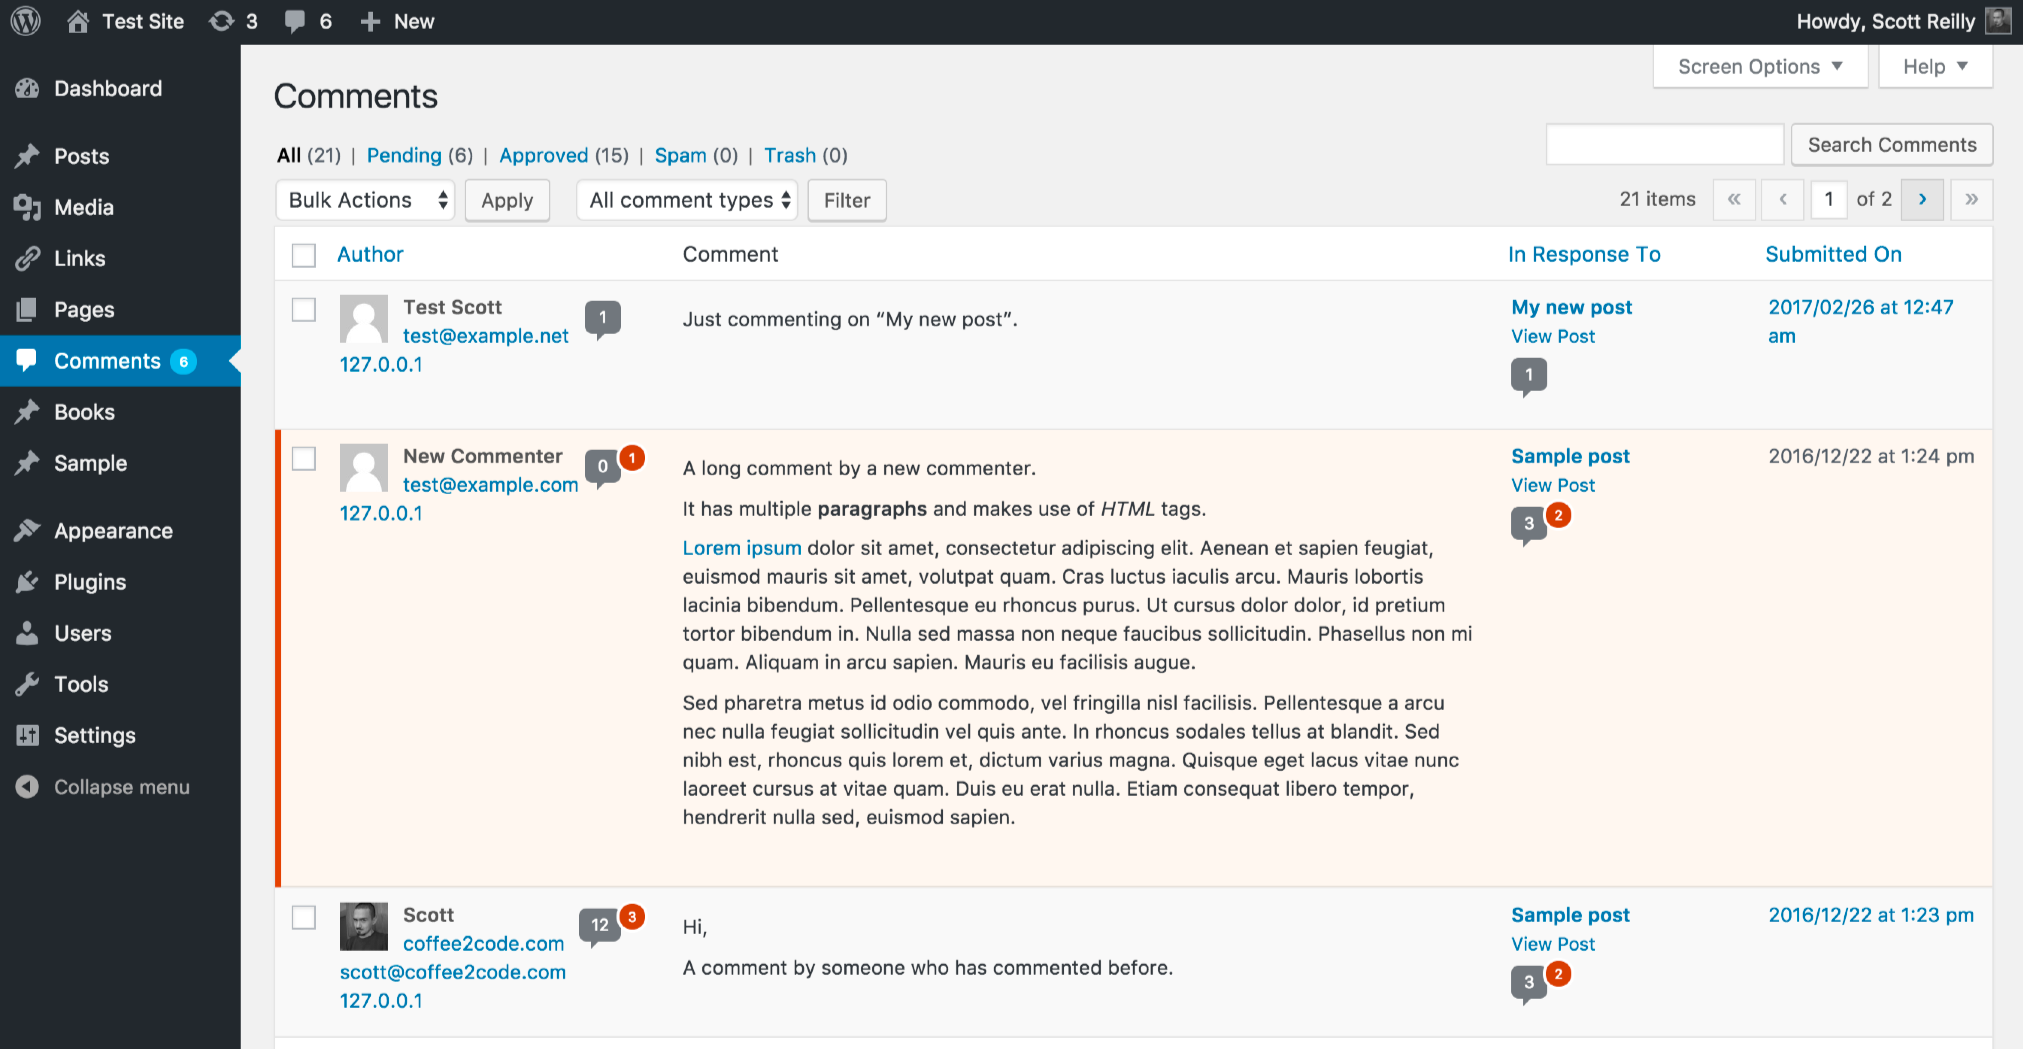 Test Site 3 6 New
Howdy, Scott Reilly
Dashboard
Posts
Media
Links
Pages
Comments 6
Books
Sample
Appearance
Plugins
Users
Tools
Settings
Collapse menu
Screen Options ▼
Help ▼
Comments
All (21) | Pending (6) | Approved (15) | Spam (0) | Trash (0)
Search Comments
Bulk Actions
Apply
All comment types
Filter
21 items « ‹ 1 of 2 › »
Author Comment In Response To Submitted On
Test Scott
test@example.net
127.0.0.1
1
Just commenting on “My new post”.
My new post
View Post
1
2017/02/26 at 12:47
am
New Commenter
test@example.com
127.0.0.1
0 1
A long comment by a new commenter.
It has multiple paragraphs and makes use of HTML tags.
Lorem ipsum dolor sit amet, consectetur adipiscing elit. Aenean et sapien feugiat,
euismod mauris sit amet, volutpat quam. Cras luctus iaculis arcu. Mauris lobortis
lacinia bibendum. Pellentesque eu rhoncus purus. Ut cursus dolor dolor, id pretium
tortor bibendum in. Nulla sed massa non neque faucibus sollicitudin. Phasellus non mi
quam. Aliquam in arcu sapien. Mauris eu facilisis augue.
Sed pharetra metus id odio commodo, vel fringilla nisl facilisis. Pellentesque a arcu
nec nulla feugiat sollicitudin vel quis ante. In rhoncus sodales tellus at blandit. Sed
nibh est, rhoncus quis lorem et, dictum varius magna. Quisque eget lacus vitae nunc
laoreet cursus at vitae quam. Duis eu erat nulla. Etiam consequat libero tempor,
hendrerit nulla sed, euismod sapien.
Sample post
View Post
3 2
2016/12/22 at 1:24 pm
Scott
coffee2code.com
scott@coffee2code.com
127.0.0.1
12 3
Hi,
A comment by someone who has commented before.
Sample post
View Post
3 2
2016/12/22 at 1:23 pm